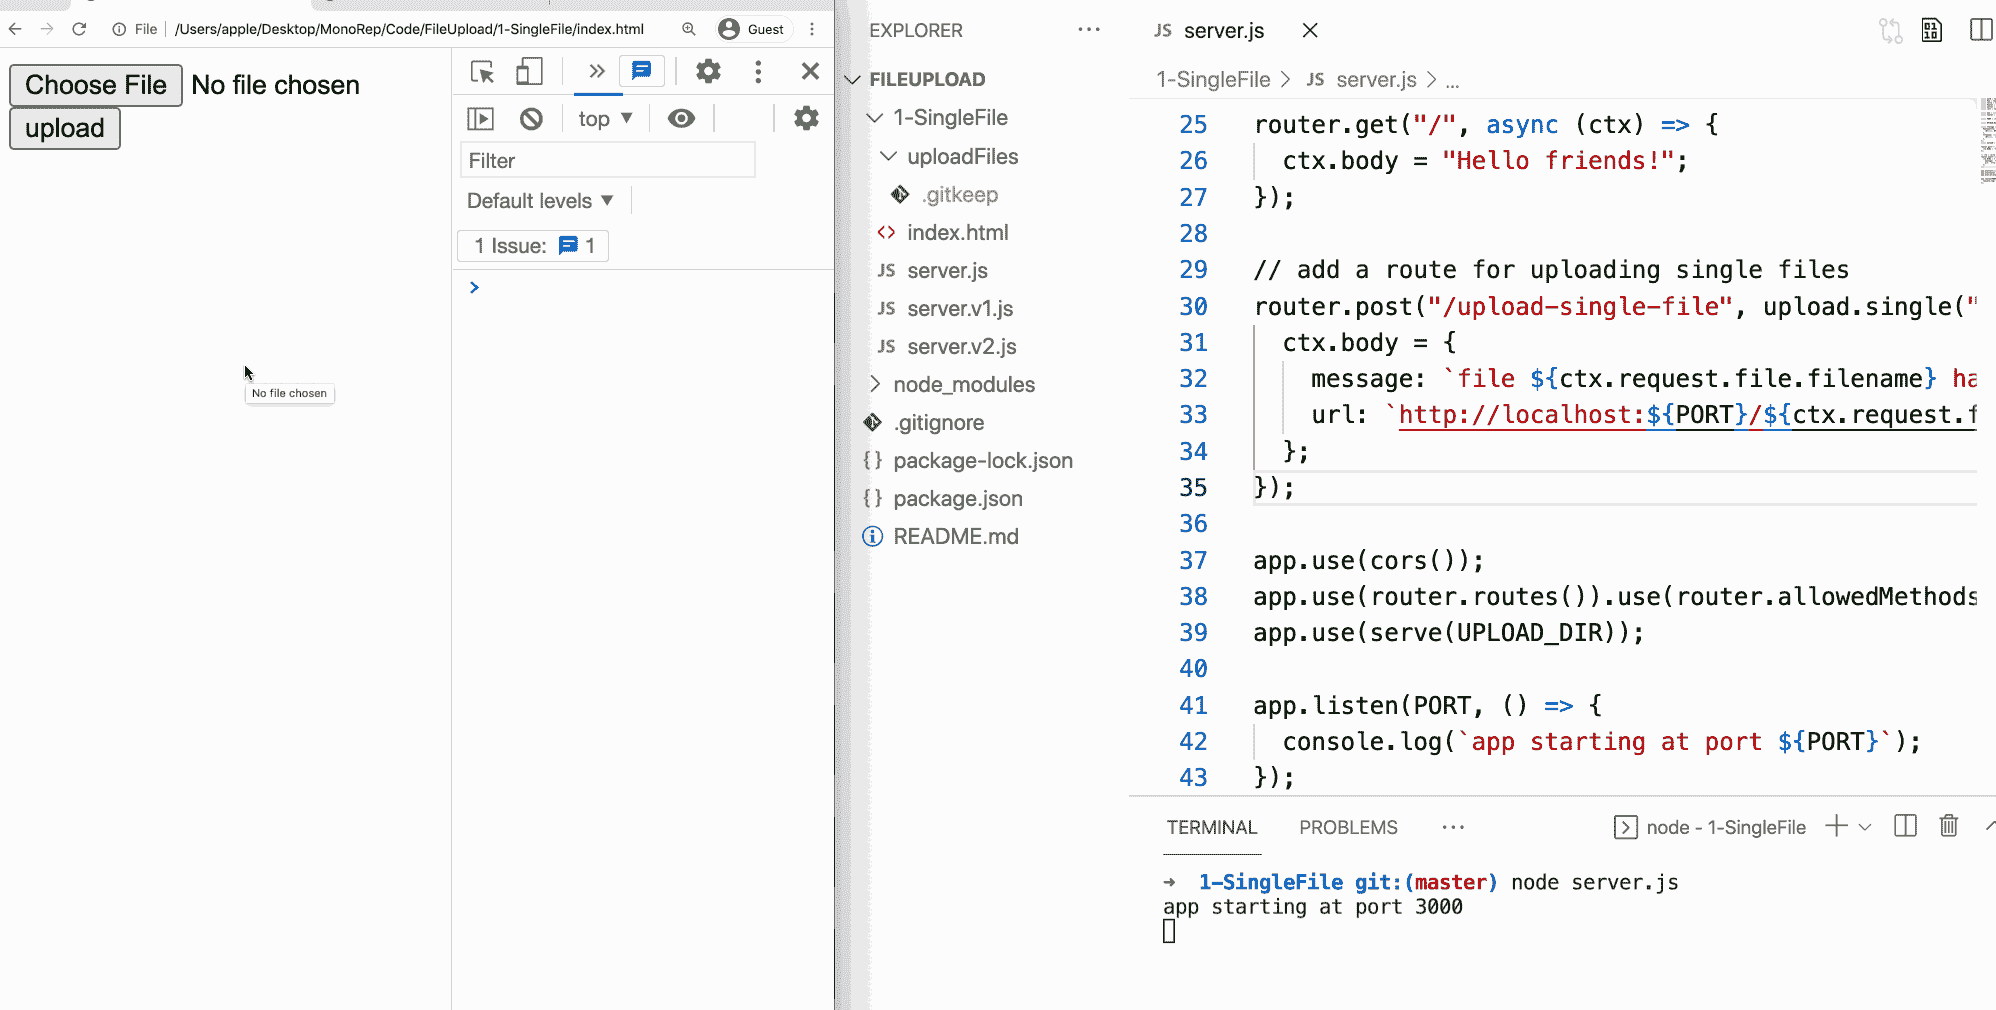 File
/Users/apple/Desktop/MonoRep/Code/FileUpload/1-SingleFile/index.html
Guest
Choose File No file chosen
upload
No file chosen
top
Filter
Default levels
1 Issue: 1
EXPLORER
FILEUPLOAD
1-SingleFile
uploadFiles
.gitkeep
index.html
JS server.js
JS server.v1.js
JS server.v2.js
node_modules
.gitignore
{} package-lock.json
{} package.json
README.md
JS server.js
1-SingleFile > JS server.js > ...
25 router.get("/", async (ctx) => {
26 ctx.body = "Hello friends!";
27 });
28
29 // add a route for uploading single files
30 router.post("/upload-single-file", upload.single("
31 ctx.body = {
32 message: `file ${ctx.request.file.filename} ha
33 url: `http://localhost:${PORT}/${ctx.request.f
34 };
35 });
36
37 app.use(cors());
38 app.use(router.routes()).use(router.allowedMethods
39 app.use(serve(UPLOAD_DIR));
40
41 app.listen(PORT, () => {
42 console.log(`app starting at port ${PORT}`);
43 });
TERMINAL PROBLEMS ...
node - 1-SingleFile
→ 1-SingleFile git:(master) node server.js
app starting at port 3000